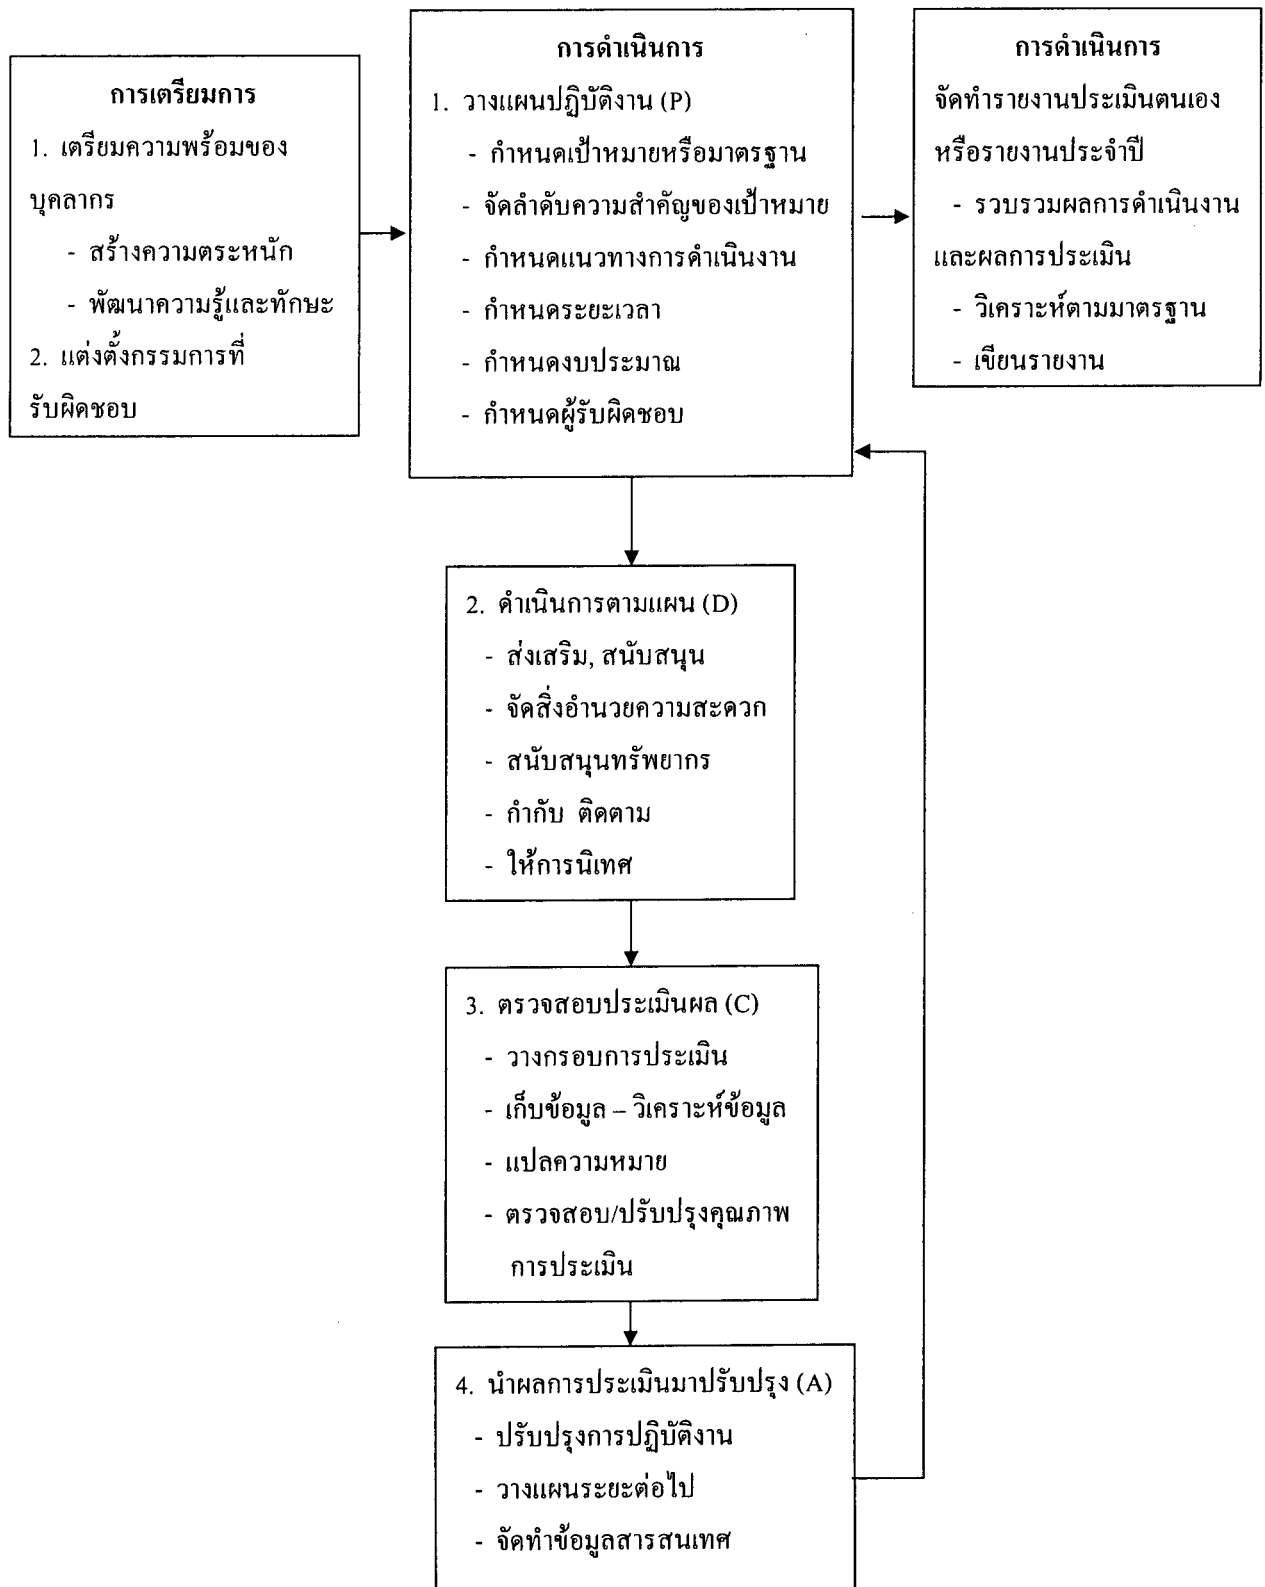 การเตรียมการ
1. เตรียมความพร้อมของ
บุคลากร
- สร้างความตระหนัก
- พัฒนาความรู้และทักษะ
2. แต่งตั้งกรรมการที่
รับผิดชอบ
การดำเนินการ
1. วางแผนปฏิบัติงาน (P)
- กำหนดเป้าหมายหรือมาตรฐาน
- จัดลำดับความสำคัญของเป้าหมาย
- กำหนดแนวทางการดำเนินงาน
- กำหนดระยะเวลา
- กำหนดงบประมาณ
- กำหนดผู้รับผิดชอบ
การดำเนินการ
จัดทำรายงานประเมินตนเอง
หรือรายงานประจำปี
- รวบรวมผลการดำเนินงาน
และผลการประเมิน
- วิเคราะห์ตามมาตรฐาน
- เขียนรายงาน
2. ดำเนินการตามแผน (D)
- ส่งเสริม, สนับสนุน
- จัดสิ่งอำนวยความสะดวก
- สนับสนุนทรัพยากร
- กำกับ ติดตาม
- ให้การนิเทศ
3. ตรวจสอบประเมินผล (C)
- วางกรอบการประเมิน
- เก็บข้อมูล – วิเคราะห์ข้อมูล
- แปลความหมาย
- ตรวจสอบ/ปรับปรุงคุณภาพ
การประเมิน
4. นำผลการประเมินมาปรับปรุง (A)
- ปรับปรุงการปฏิบัติงาน
- วางแผนระยะต่อไป
- จัดทำข้อมูลสารสนเทศ